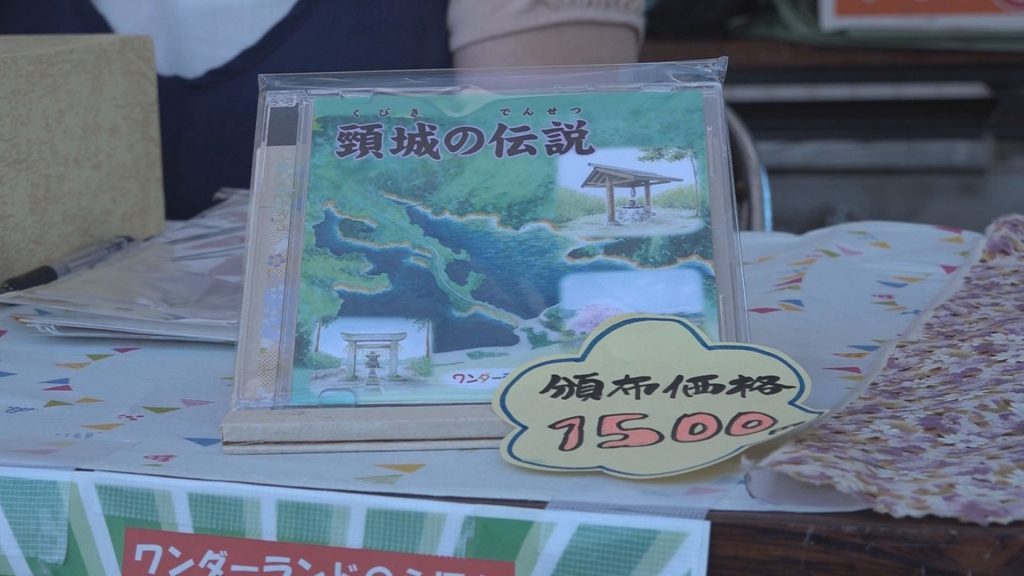 くびき でんせつ
頸城の伝説
ワンダー
頒布価格
1500
ワンダーランド